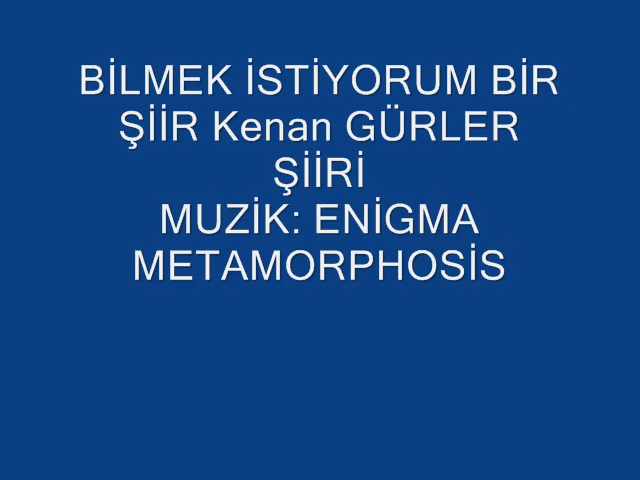 BİLMEK İSTİYORUM BİR
ŞİİR Kenan GÜRLER
ŞİİRİ
MUZİK: ENİGMA
METAMORPHOSİS